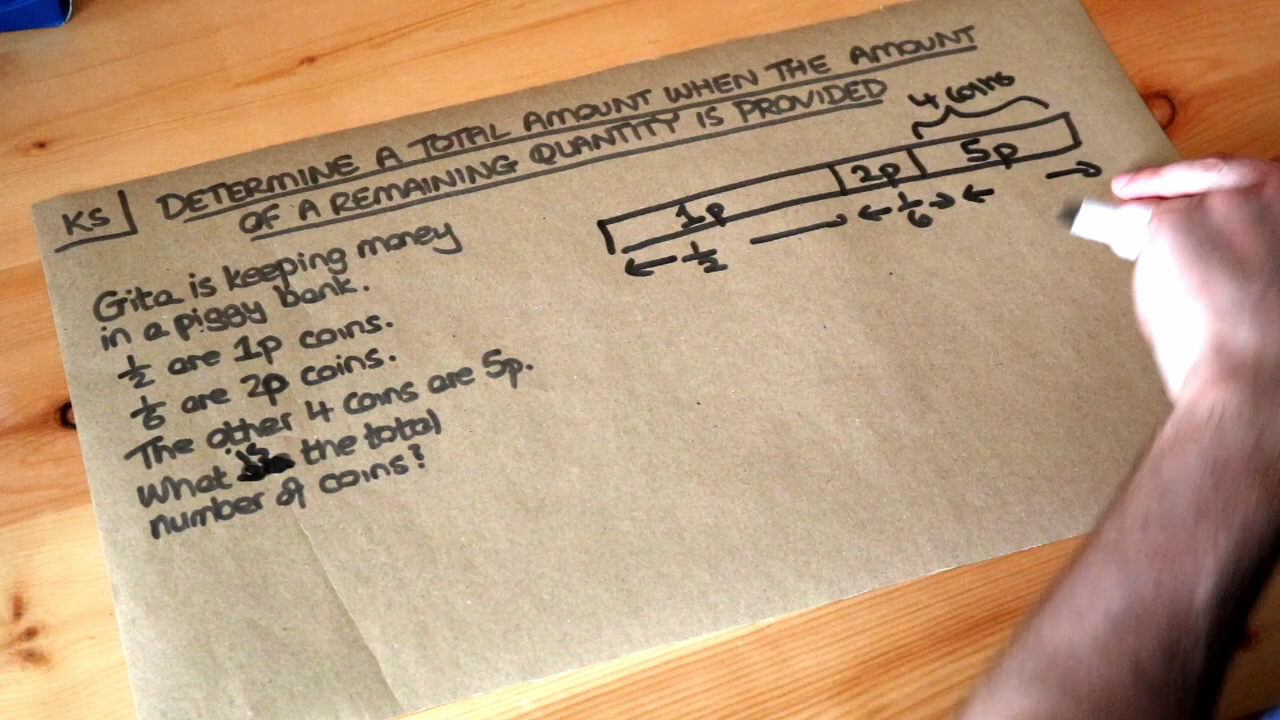 KS
DETERMINE A TOTAL AMOUNT WHEN THE AMOUNT
OF A REMAINING QUANTITY IS PROVIDED
Gita is keeping money
in a piggy bank.
1/2 are 1p coins.
1/6 are 2p coins.
The other 4 coins are 5p.
What is the total
number of coins?
4 coins
1p 2p 5p
1/2 1/6